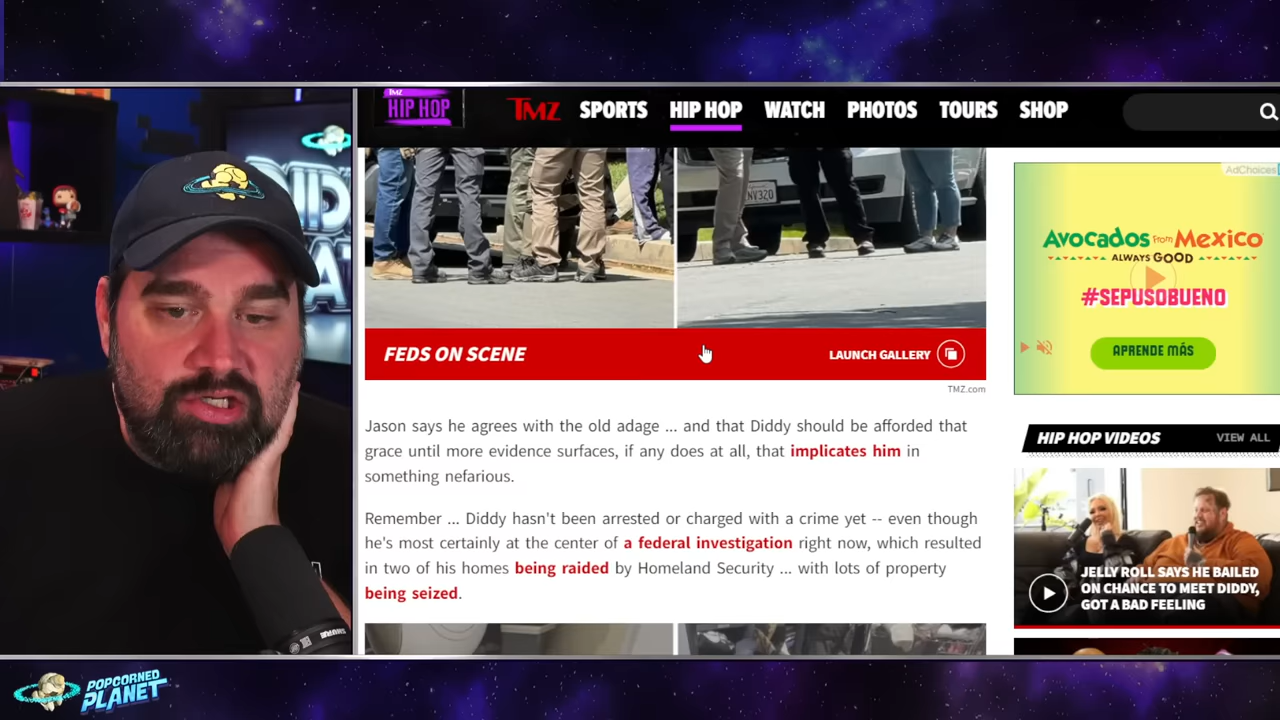 TMZ
HIP HOP
TMZ
SPORTS
HIP HOP
WATCH
PHOTOS
TOURS
SHOP
AdChoices
NV320
Avocados From Mexico
ALWAYS GOOD
#SEPUSOBUENO
APRENDE MÁS
FEDS ON SCENE
LAUNCH GALLERY
TMZ.com
Jason says he agrees with the old adage ... and that Diddy should be afforded that
grace until more evidence surfaces, if any does at all, that implicates him in
something nefarious.
Remember ... Diddy hasn't been arrested or charged with a crime yet -- even though
he's most certainly at the center of a federal investigation right now, which resulted
in two of his homes being raided by Homeland Security ... with lots of property
being seized.
HIP HOP VIDEOS
VIEW ALL
JELLY ROLL SAYS HE BAILED
ON CHANCE TO MEET DIDDY,
GOT A BAD FEELING
SHURE
POPCORNED
PLANET